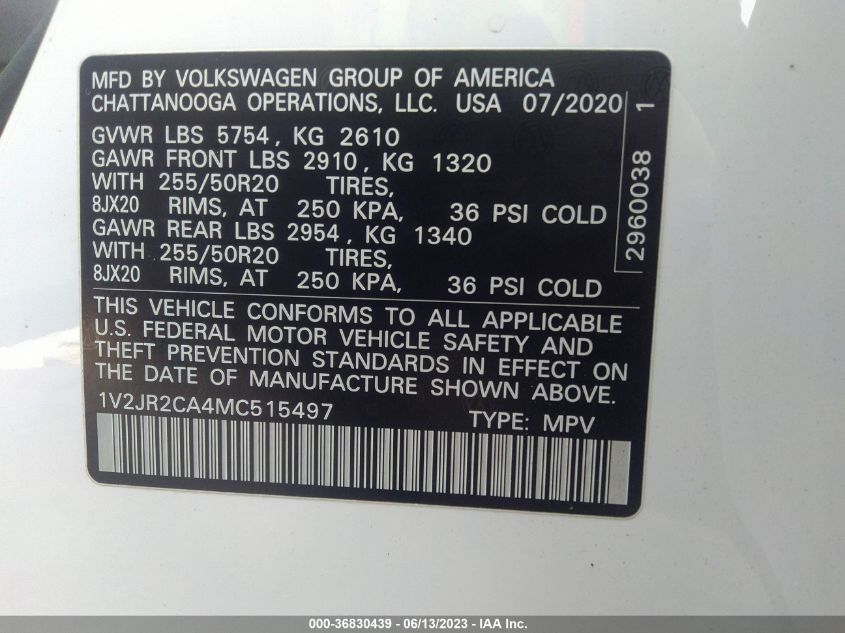 MFD BY VOLKSWAGEN GROUP OF AMERICA
CHATTANOOGA OPERATIONS, LLC. USA 07/2020
GVWR LBS 5754, KG 2610
GAWR FRONT LBS 2910, KG 1320
WITH 255/50R20 TIRES,
8JX20 RIMS, AT 250 KPA, 36 PSI COLD
GAWR REAR LBS 2954, KG 1340
WITH 255/50R20 TIRES,
8JX20 RIMS, AT 250 KPA, 36 PSI COLD
2960038 1
THIS VEHICLE CONFORMS TO ALL APPLICABLE
U.S. FEDERAL MOTOR VEHICLE SAFETY AND
THEFT PREVENTION STANDARDS IN EFFECT ON
THE DATE OF MANUFACTURE SHOWN ABOVE.
1V2JR2CA4MC515497 TYPE: MPV
000-36830439 - 06/13/2023 - IAA Inc.